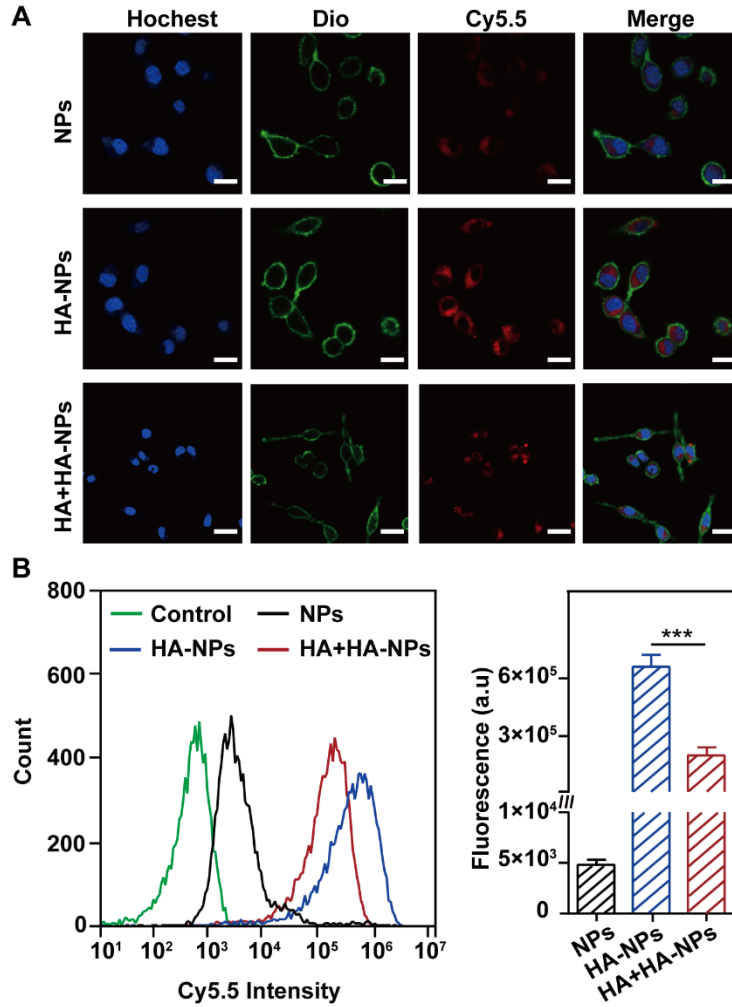 A
Hochest Dio Cy5.5 Merge
NPs
HA-NPs
HA+HA-NPs
B
800
600
400
200
0
Control NPs
HA-NPs HA+HA-NPs
Count
10¹ 10² 10³ 10⁴ 10⁵ 10⁶ 10⁷
Cy5.5 Intensity
Fluorescence (a.u)
***
6×10⁵
3×10⁵
1×10⁴
5×10³
0
NPs
HA-NPs
HA+HA-NPs